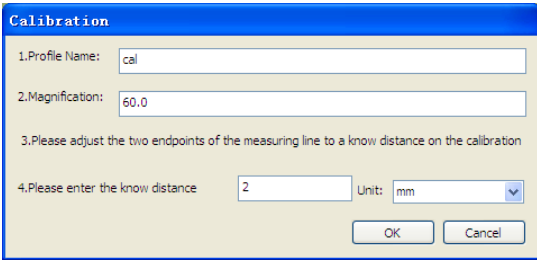 Calibration
1.Profile Name: cal
2.Magnification: 60.0
3.Please adjust the two endpoints of the measuring line to a know distance on the calibration
4.Please enter the know distance 2 Unit: mm
OK Cancel